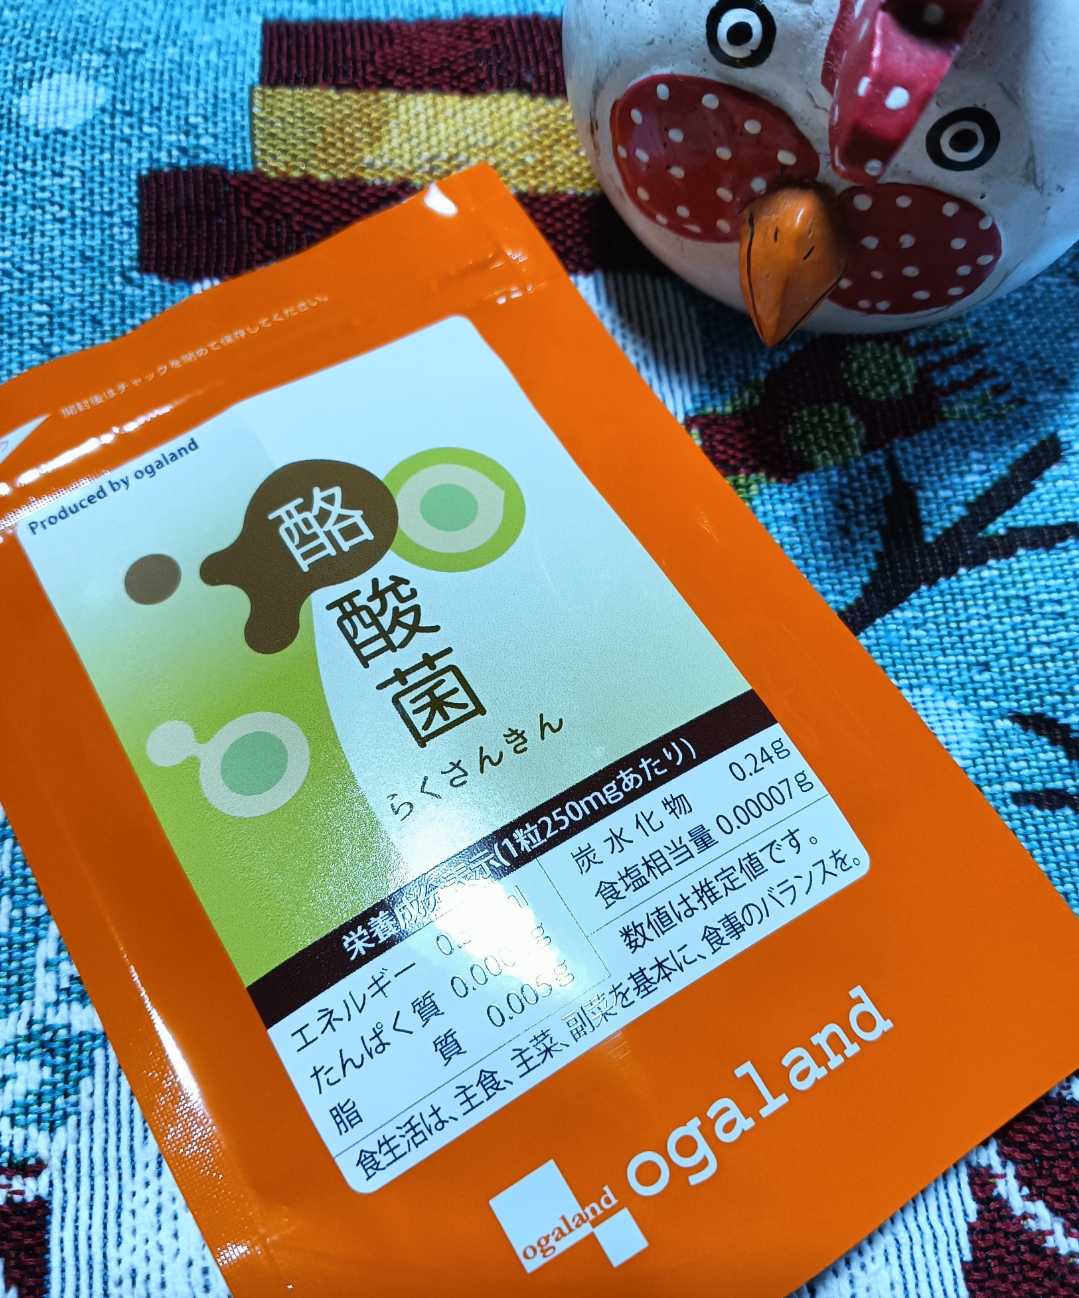 開封後はチャックを閉めて保存してください。
Produced by ogaland
酪酸菌
らくさんきん
栄養成分表示(1粒250mgあたり)
エネルギー
たんぱく質
脂質 0.005g
炭水化物 0.24g
食塩相当量 0.00007g
数値は推定値です。
食生活は、主食、主菜、副菜を基本に、食事のバランスを。
ogaland
ogaland